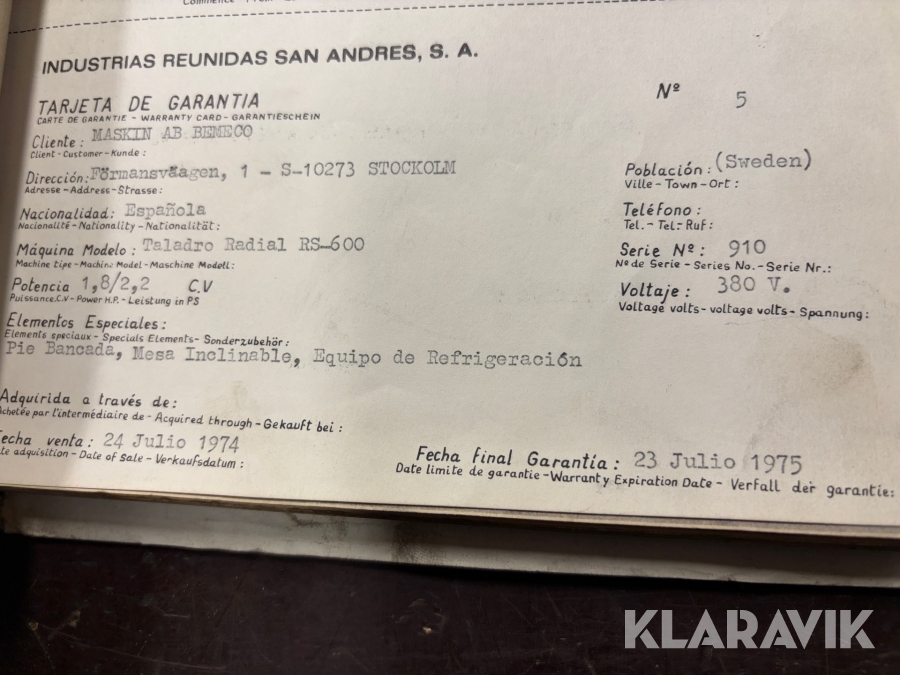 INDUSTRIAS REUNIDAS SAN ANDRES, S. A.
TARJETA DE GARANTIA
Nº 5
CARTE DE GARANTIE - WARRANTY CARD - GARANTIESCHEIN
Cliente: MASKIN AB BEMECO
Client - Customer - Kunde:
Dirección: Förmansväagen, 1 - S-10273 STOCKOLM
Población: (Sweden)
Adresse - Address - Strasse:
Ville - Town - Ort:
Nacionalidad: Española
Teléfono:
Nacionalité - Nationality - Nationalität:
Tel. - Tel.- Ruf:
Máquina Modelo: Taladro Radial RS-600
Serie Nº: 910
Machine tipe - Machine Model - Maschine Modell:
Nº de Serie - Series No. - Serie Nr.:
Potencia 1,8/2,2 C.V
Voltaje: 380 V.
Puissance C.V - Power H.P. - Leistung in PS
Voltage volts - voltage volts - Spannung:
Elementos Especiales:
Elements speciaux - Specials Elements - Sonderzubehör:
Pie Bancada, Mesa Inclinable, Equipo de Refrigeración
Adquirida a través de:
Achetée par l'intermédiaire de - Acquired through - Gekauft bei:
Fecha venta: 24 Julio 1974
Fecha final Garantía: 23 Julio 1975
adquisition - Date of Sale - Verkaufsdatum:
Date limite de garantie - Warranty Expiration Date - Verfall der garantie:
KLARAVIK